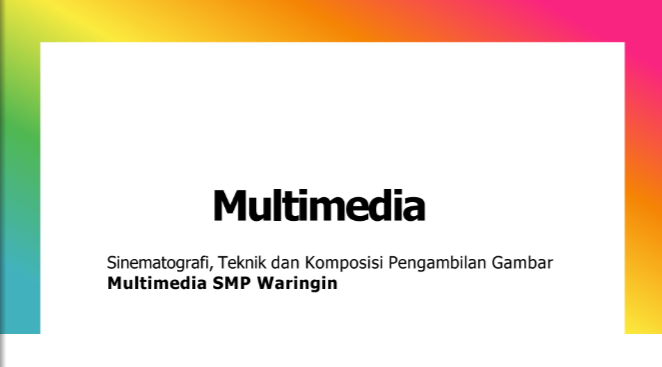 Multimedia
Sinematografi, Teknik dan Komposisi Pengambilan Gambar
Multimedia SMP Waringin